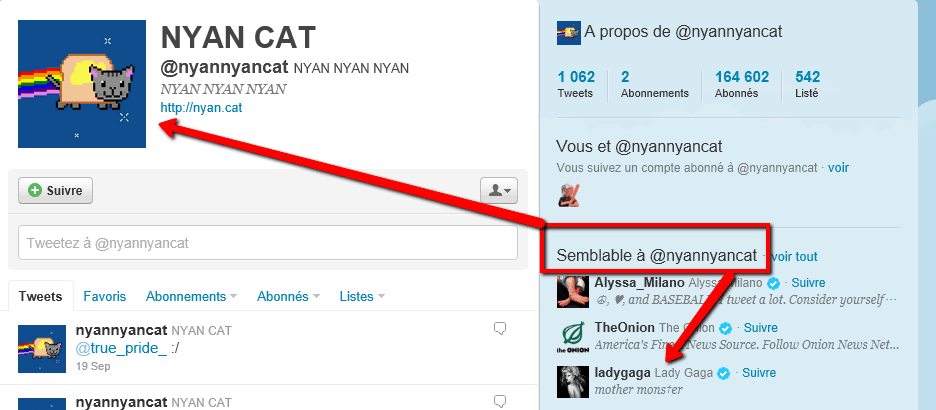 NYAN CAT
@nyannyancat NYAN NYAN NYAN
NYAN NYAN NYAN
http://nyan.cat
Suivre
Tweetez à @nyannyancat
Tweets Favoris Abonnements Abonnés Listes
nyannyancat NYAN CAT
@true_pride_ :/
19 Sep
nyannyancat NYAN CAT
A propos de @nyannyancat
1 062 2 164 602 542
Tweets Abonnements Abonnés Listé
Vous et @nyannyancat
Vous suivez un compte abonné à @nyannyancat · voir
Semblable à @nyannyancat · voir tout
Alyssa_Milano Alyssa Milano · Suivre
☮, ♥, and BASEBALL tweet a lot. Consider yourself…
TheOnion The Onion · Suivre
America's Finest News Source. Follow Onion News Net...
ladygaga Lady Gaga · Suivre
mother mons†er
the ONION